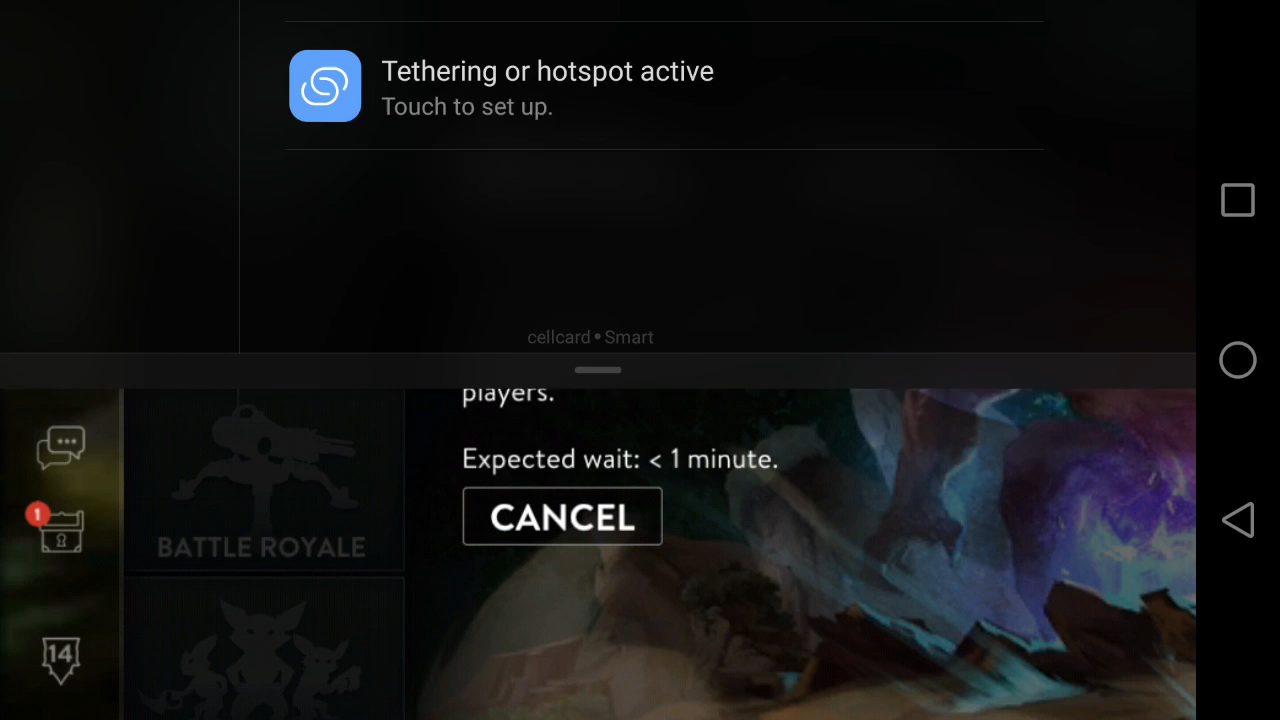 Tethering or hotspot active
Touch to set up.
cellcard • Smart
players.
Expected wait: < 1 minute.
CANCEL
1
BATTLE ROYALE
14